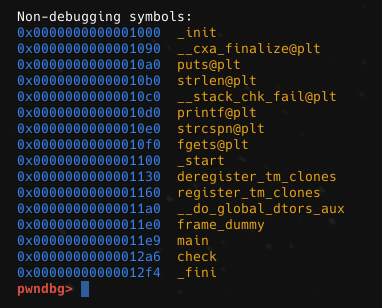 Non-debugging symbols:
0x0000000000001000  _init
0x0000000000001090  __cxa_finalize@plt
0x00000000000010a0  puts@plt
0x00000000000010b0  strlen@plt
0x00000000000010c0  __stack_chk_fail@plt
0x00000000000010d0  printf@plt
0x00000000000010e0  strcspn@plt
0x00000000000010f0  fgets@plt
0x0000000000001100  _start
0x0000000000001130  deregister_tm_clones
0x0000000000001160  register_tm_clones
0x00000000000011a0  __do_global_dtors_aux
0x00000000000011e0  frame_dummy
0x00000000000011e9  main
0x00000000000012a6  check
0x00000000000012f4  _fini
pwndbg>